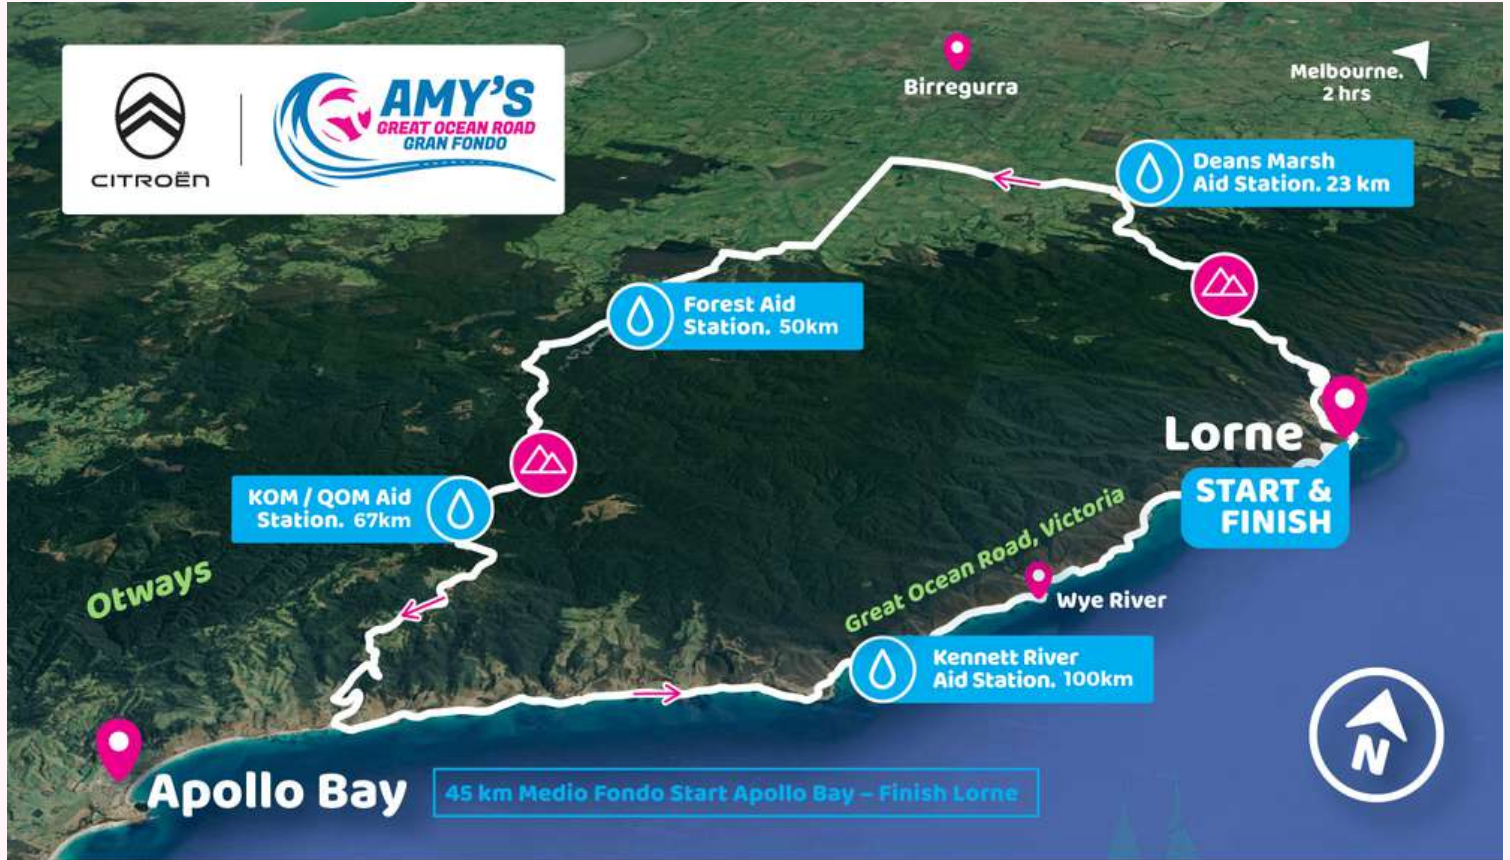 CITROËN
AMY'S
GREAT OCEAN ROAD
GRAN FONDO
Birregurra
Melbourne.
2 hrs
Deans Marsh
Aid Station. 23 km
Forest Aid
Station. 50km
Lorne
START &
FINISH
KOM / QOM Aid
Station. 67km
Otways
Great Ocean Road, Victoria
Wye River
Kennett River
Aid Station. 100km
N
Apollo Bay
45 km Medio Fondo Start Apollo Bay – Finish Lorne